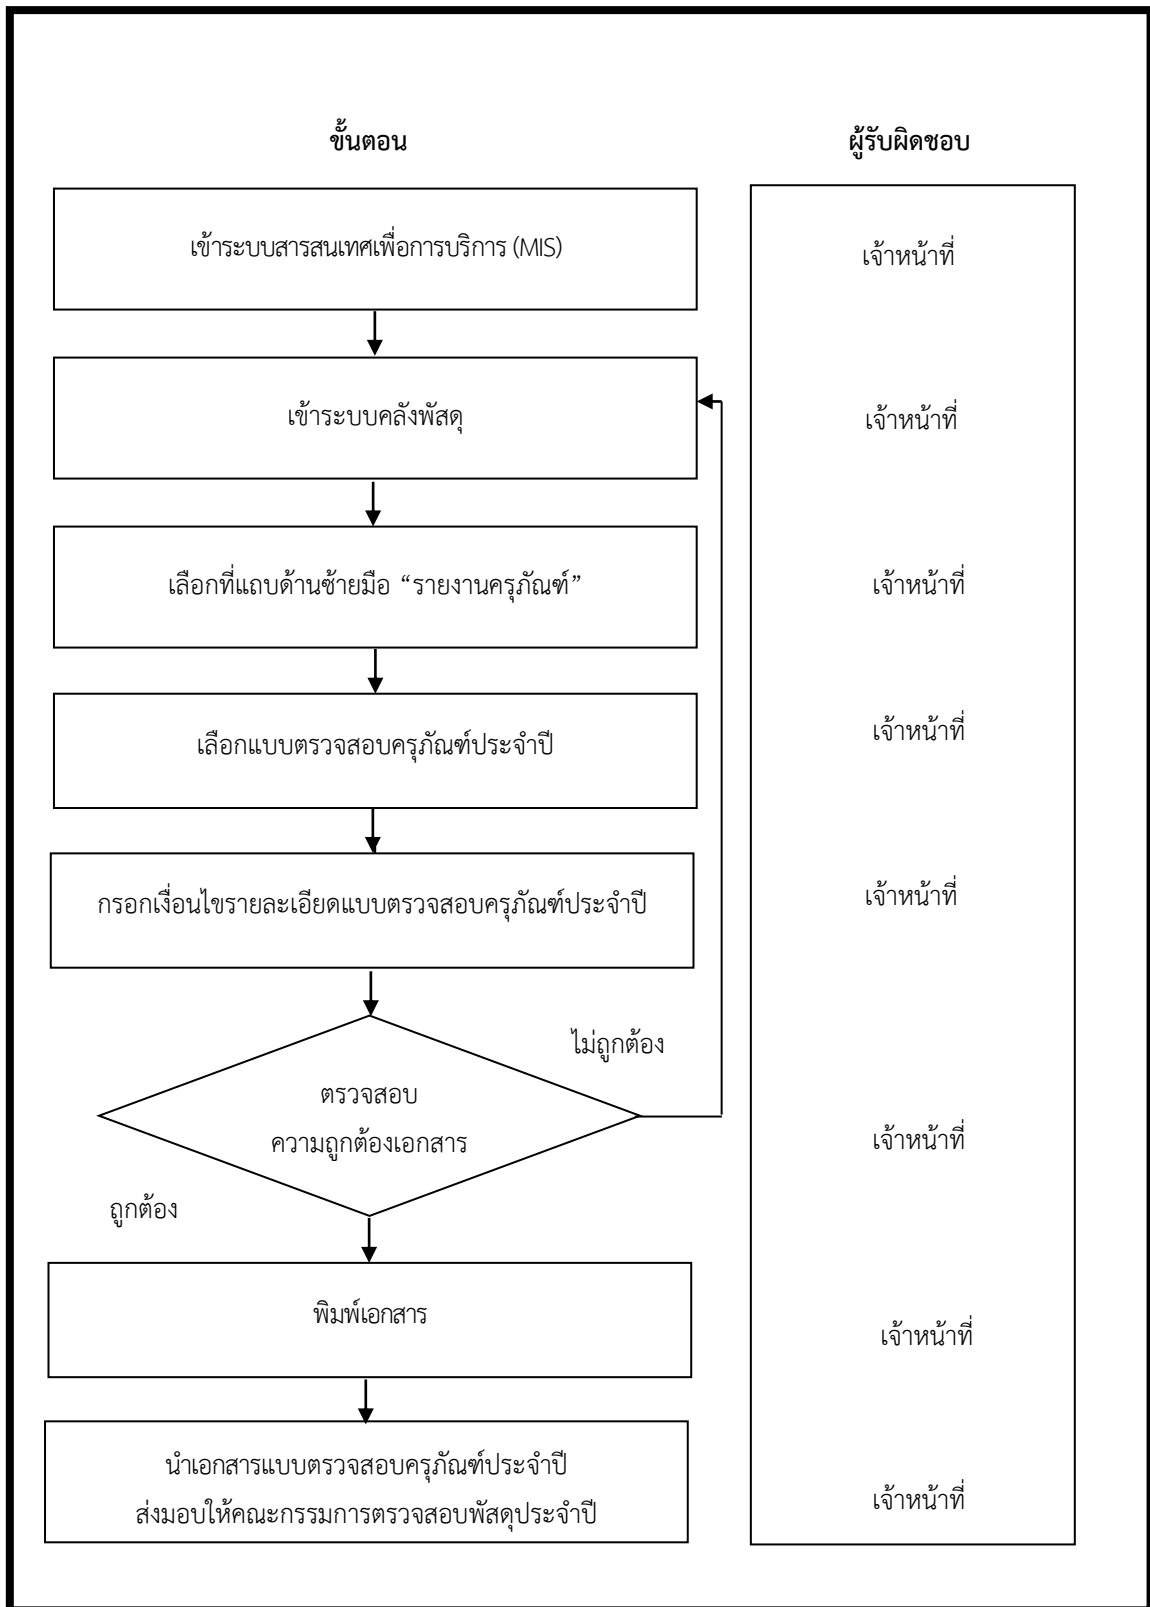 ขั้นตอน
ผู้รับผิดชอบ
เข้าระบบสารสนเทศเพื่อการบริการ (MIS)
เจ้าหน้าที่
เข้าระบบคลังพัสดุ
เจ้าหน้าที่
เลือกที่แถบด้านซ้ายมือ “รายงานครุภัณฑ์”
เจ้าหน้าที่
เลือกแบบตรวจสอบครุภัณฑ์ประจำปี
เจ้าหน้าที่
กรอกเงื่อนไขรายละเอียดแบบตรวจสอบครุภัณฑ์ประจำปี
เจ้าหน้าที่
ไม่ถูกต้อง
ตรวจสอบ
ความถูกต้องเอกสาร
เจ้าหน้าที่
ถูกต้อง
พิมพ์เอกสาร
เจ้าหน้าที่
นำเอกสารแบบตรวจสอบครุภัณฑ์ประจำปี
ส่งมอบให้คณะกรรมการตรวจสอบพัสดุประจำปี
เจ้าหน้าที่